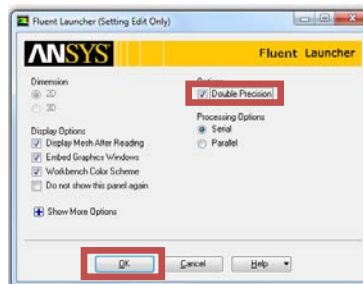 Fluent Launcher (Setting Edit Only)
ANSYS
Fluent Launcher
Dimension
2D
3D
Display Options
Display Mesh After Reading
Embed Graphics Windows
Workbench Color Scheme
Do not show this panel again
Show More Options
Options
Double Precision
Processing Options
Serial
Parallel
OK
Cancel
Help